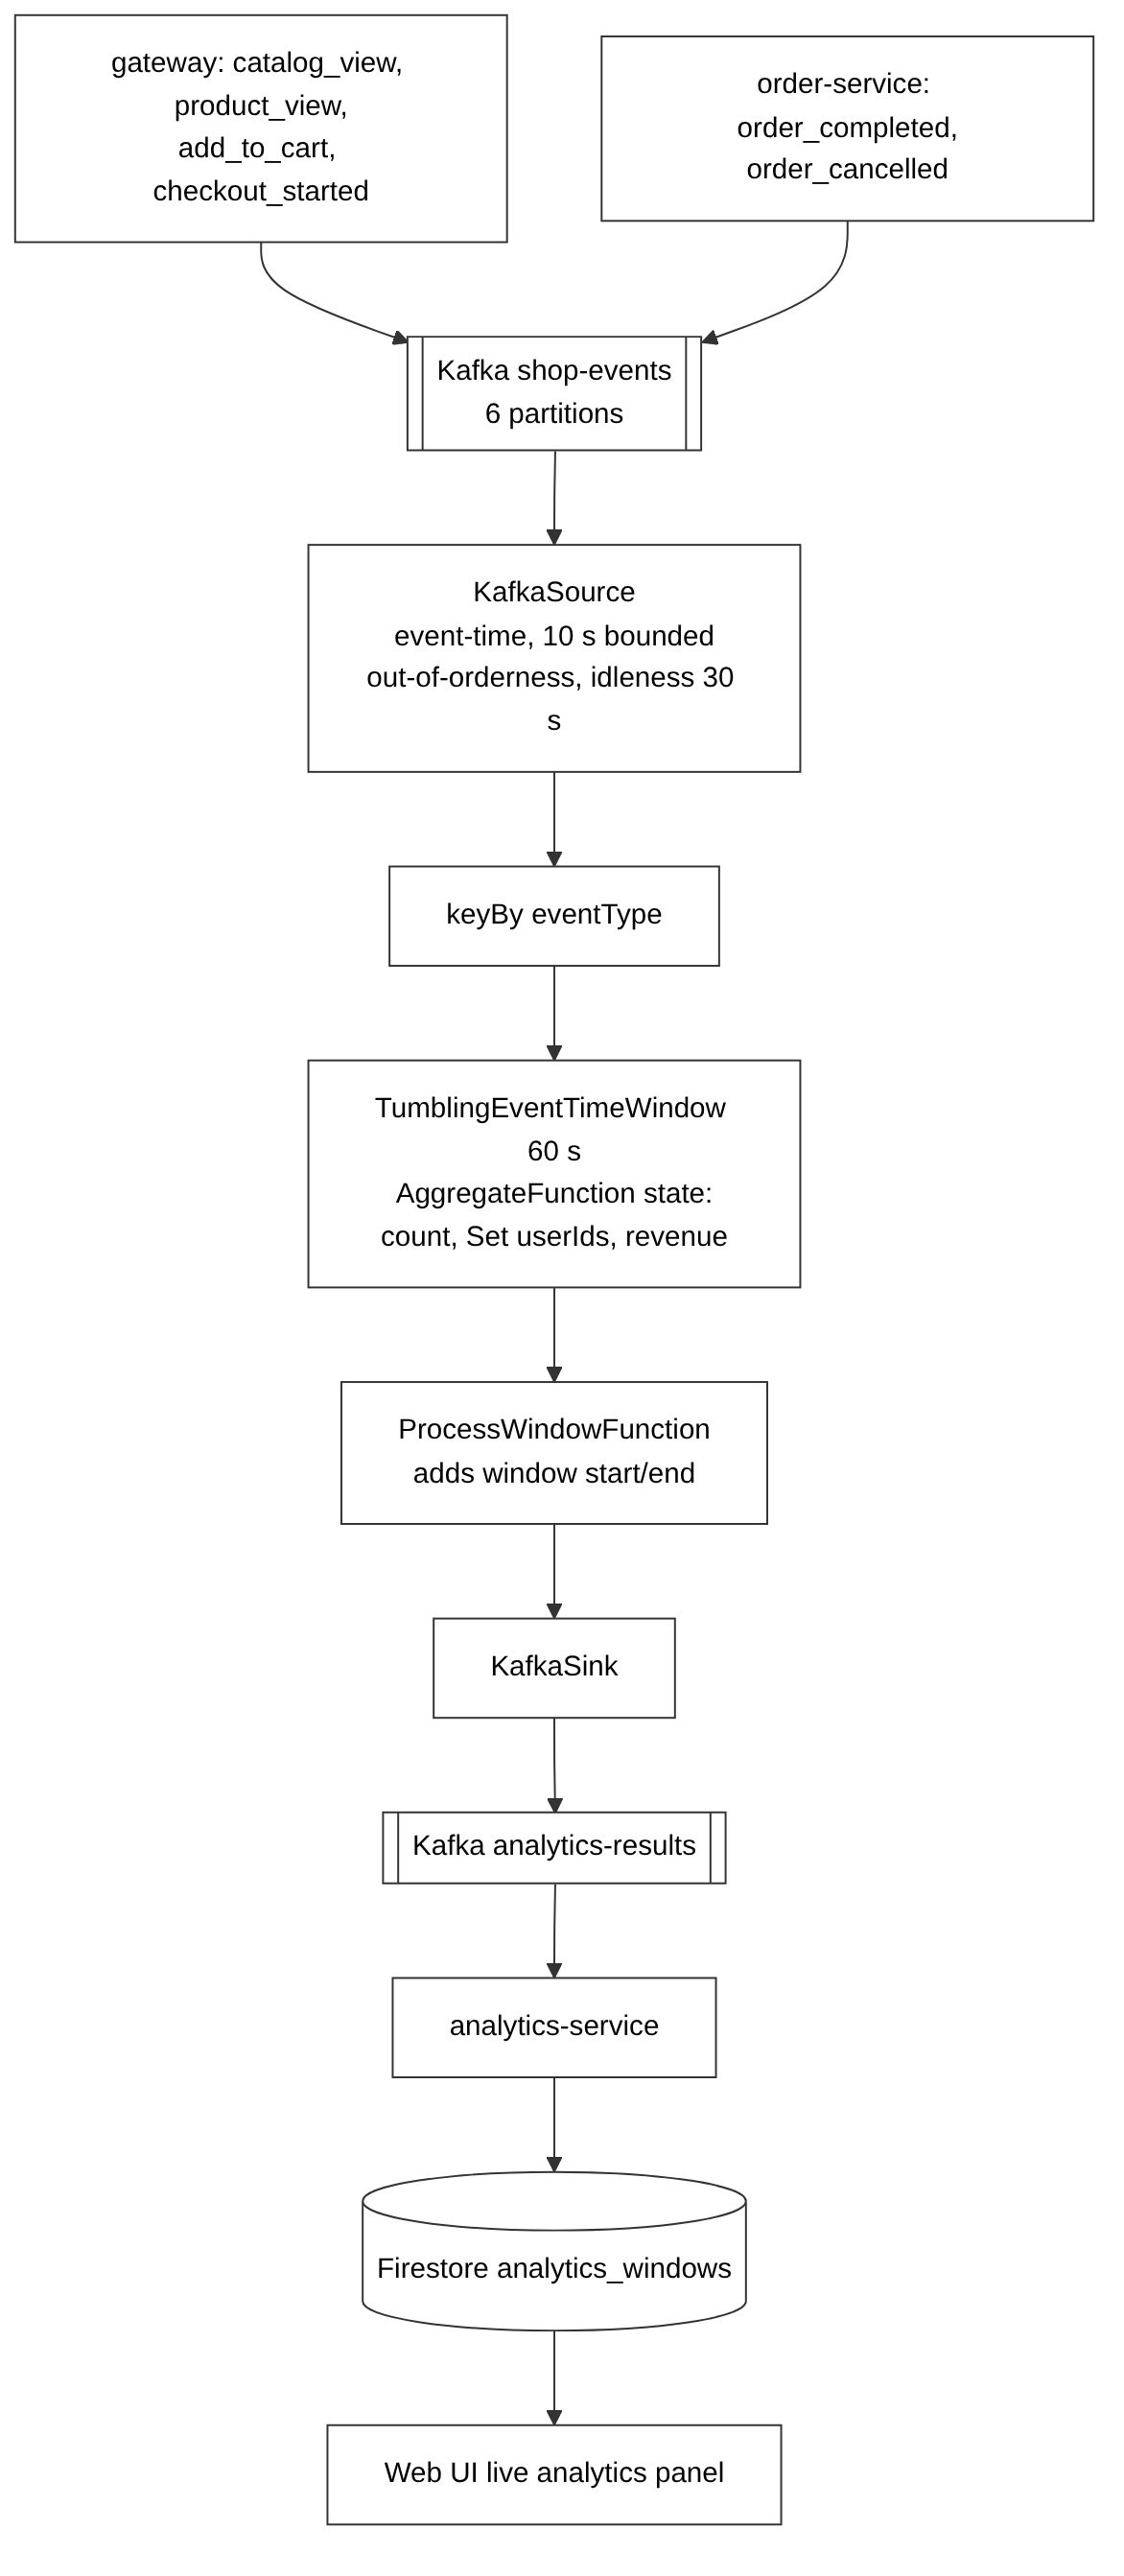 gateway: catalog_view,
product_view,
add_to_cart,
checkout_started
order-service:
order_completed,
order_cancelled
Kafka shop-events
6 partitions
KafkaSource
event-time, 10 s bounded
out-of-orderness, idleness 30
s
keyBy eventType
TumblingEventTimeWindow
60 s
AggregateFunction state:
count, Set userIds, revenue
ProcessWindowFunction
adds window start/end
KafkaSink
Kafka analytics-results
analytics-service
Firestore analytics_windows
Web UI live analytics panel